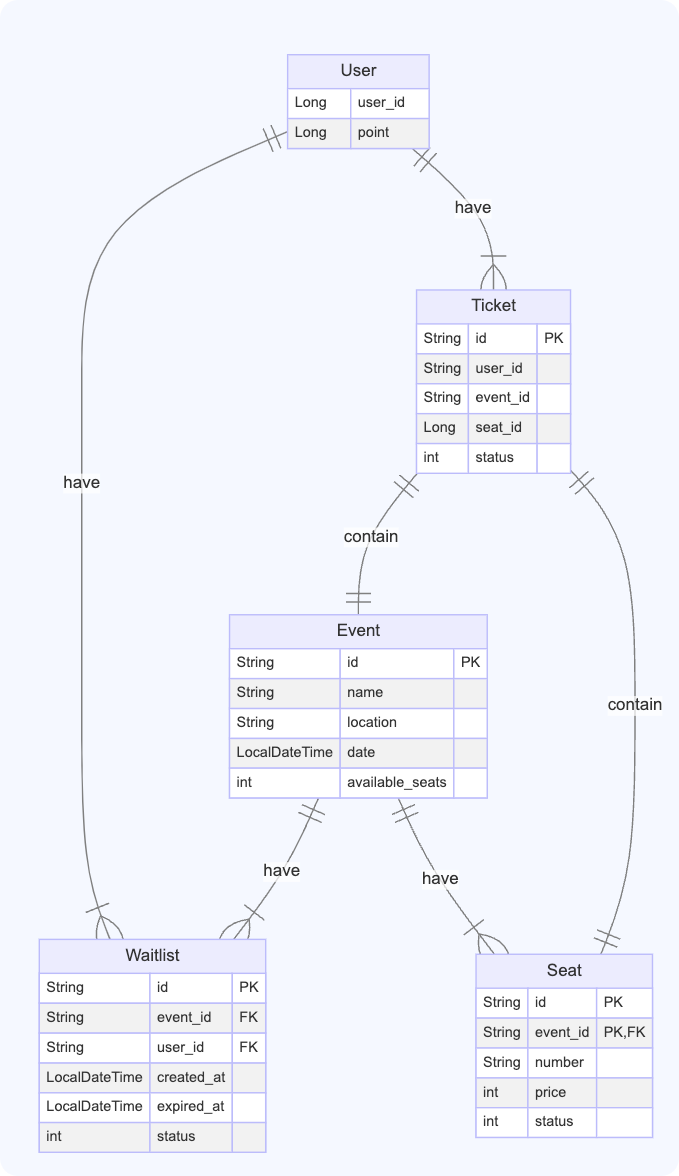 User
Long user_id
Long point
have
Ticket
String id PK
String user_id
String event_id
Long seat_id
int status
have
contain
Event
String id PK
String name
String location
LocalDateTime date
int available_seats
contain
have
have
Waitlist
String id PK
String event_id FK
String user_id FK
LocalDateTime created_at
LocalDateTime expired_at
int status
Seat
String id PK
String event_id PK,FK
String number
int price
int status